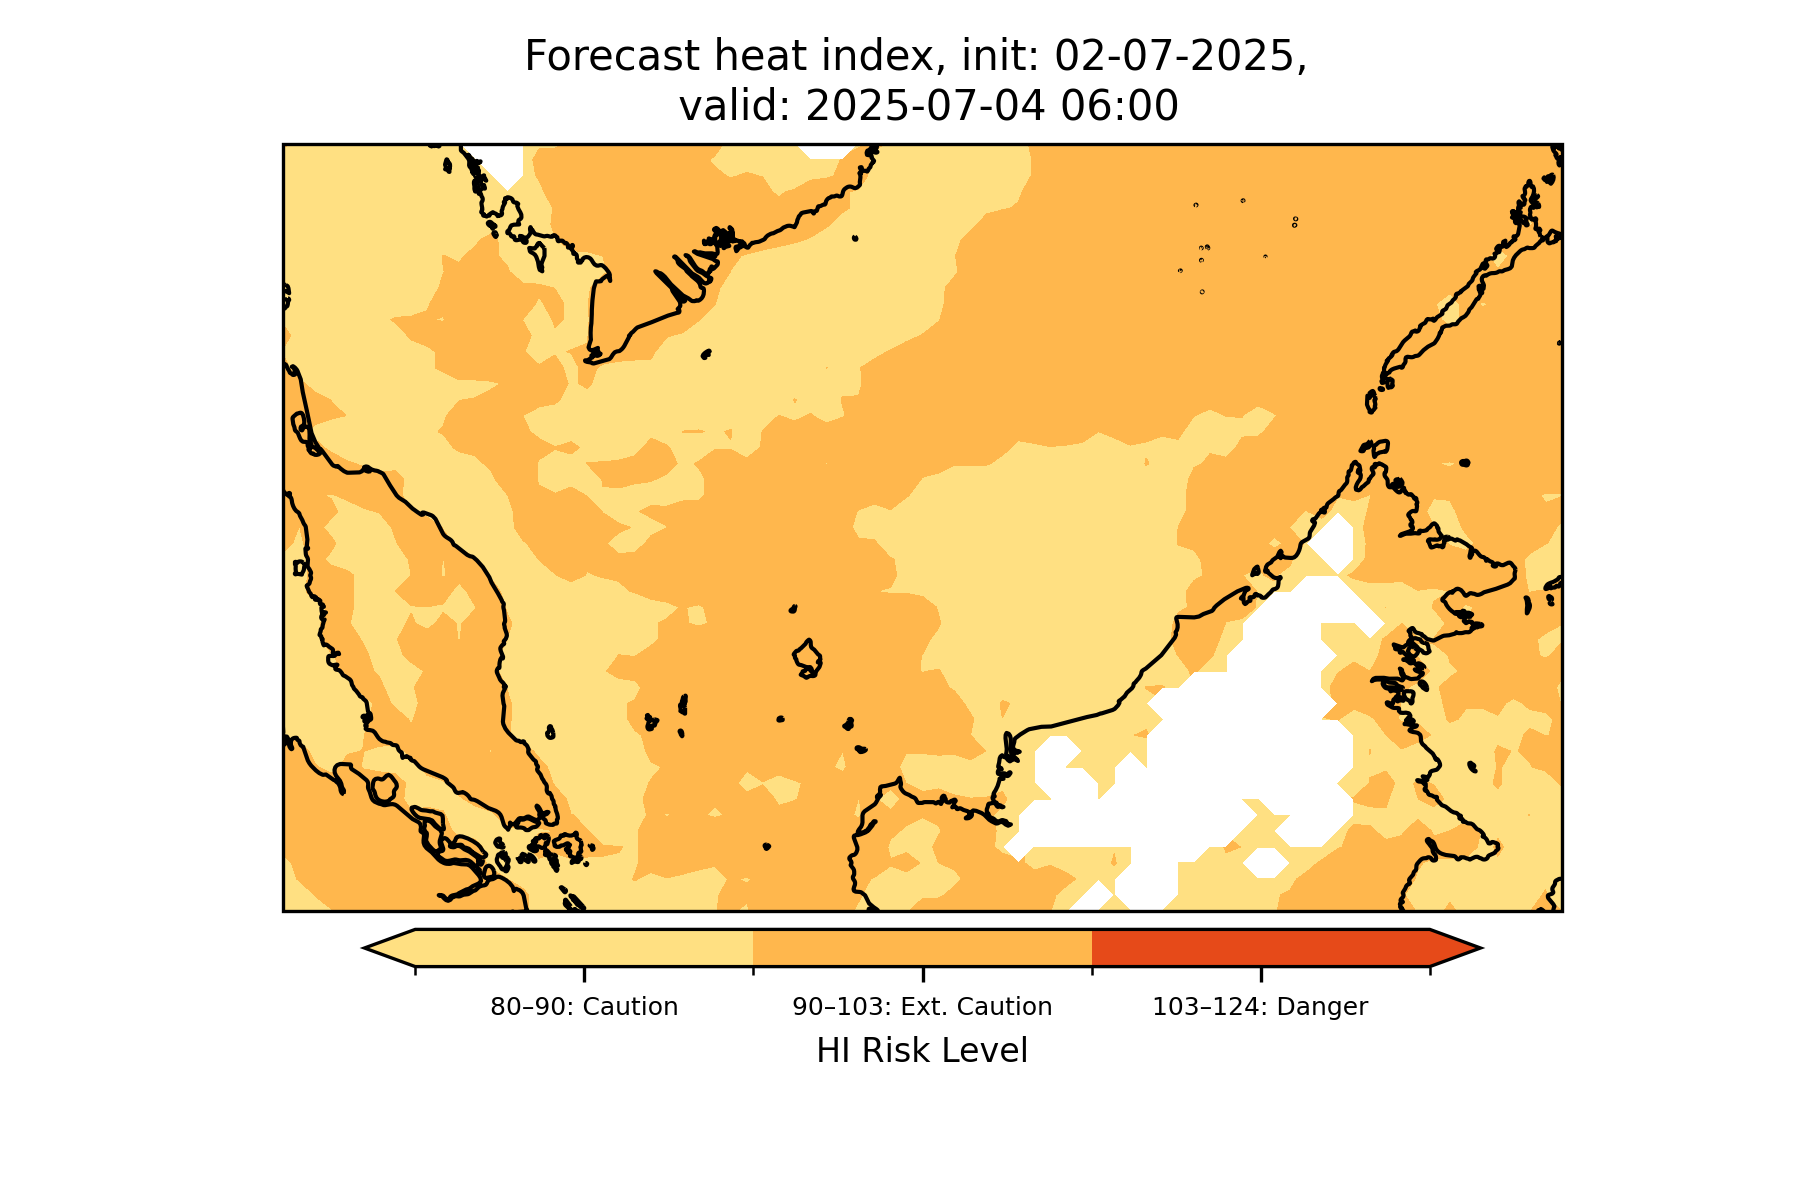 Forecast heat index, init: 02-07-2025,
valid: 2025-07-04 06:00
80–90: Caution
90–103: Ext. Caution
103–124: Danger
HI Risk Level